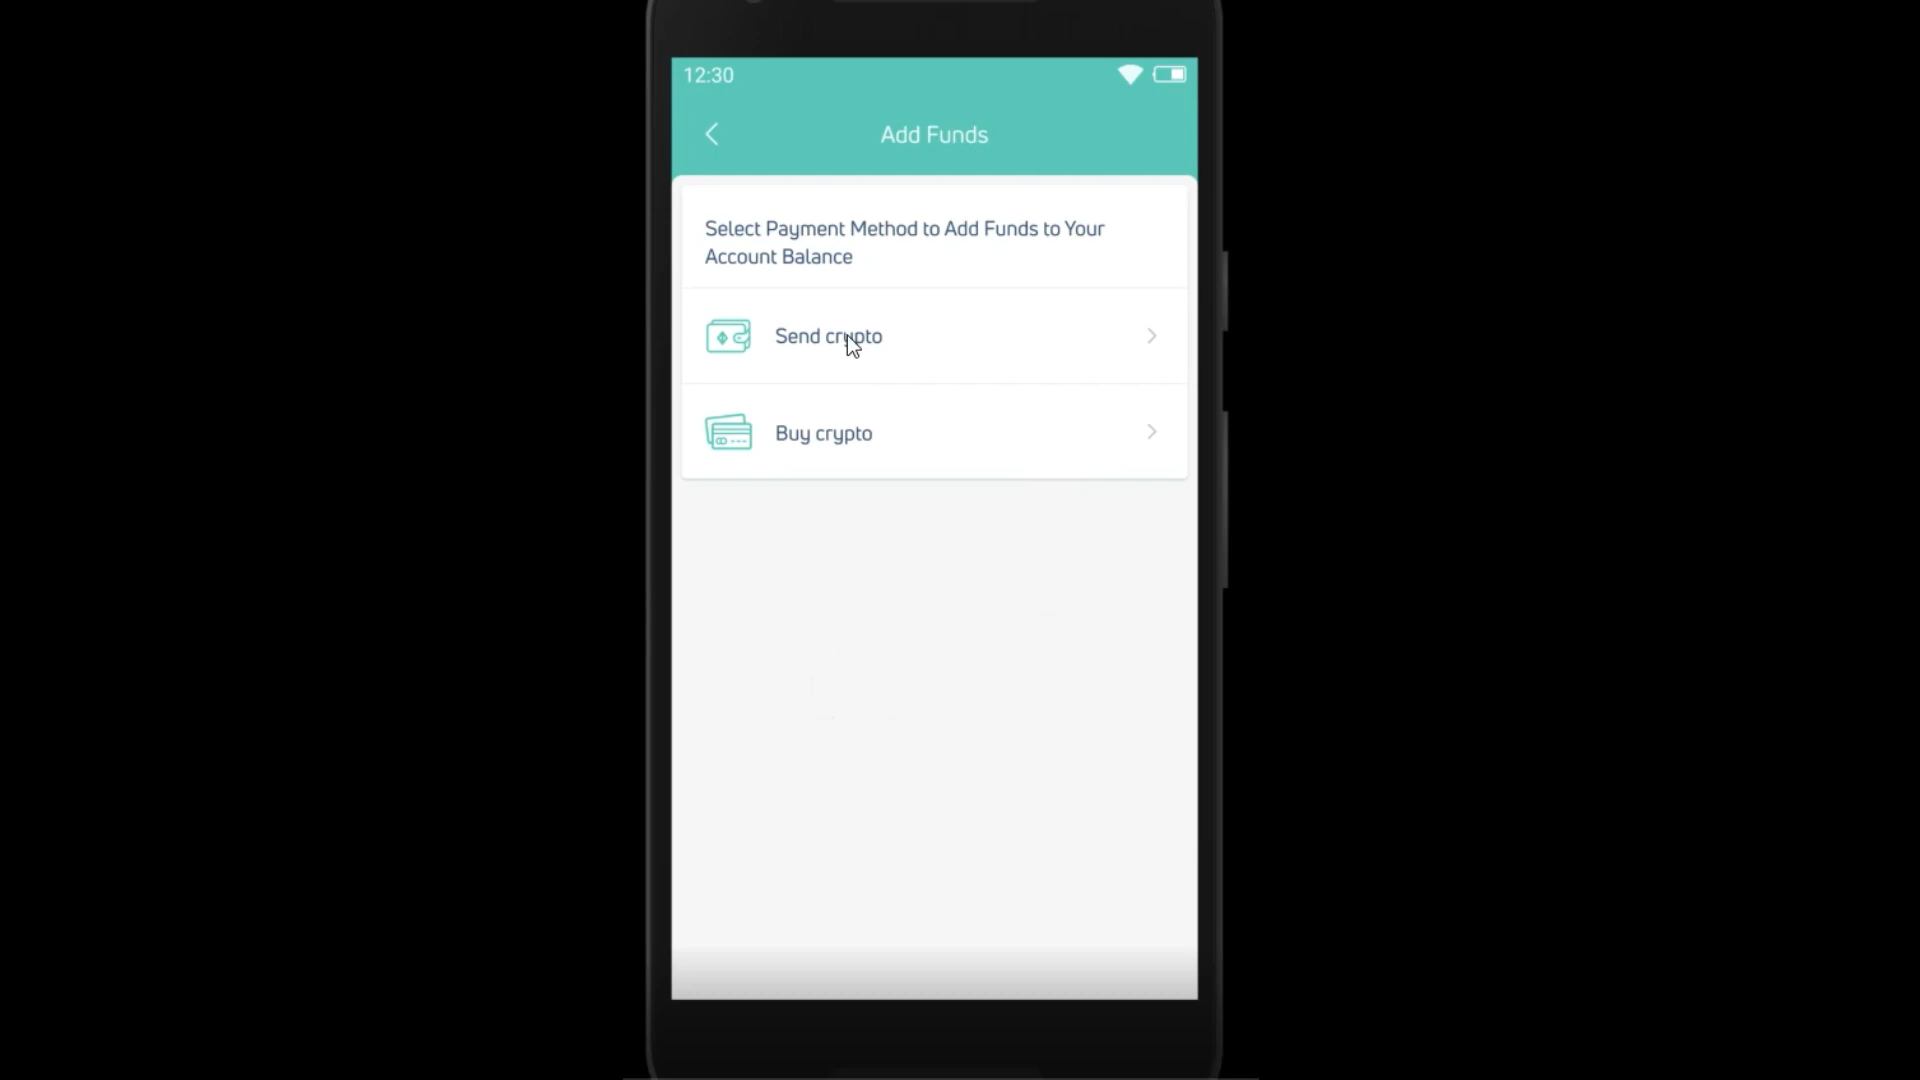 12:30
Add Funds
Select Payment Method to Add Funds to Your
Account Balance
Send crypto
Buy crypto